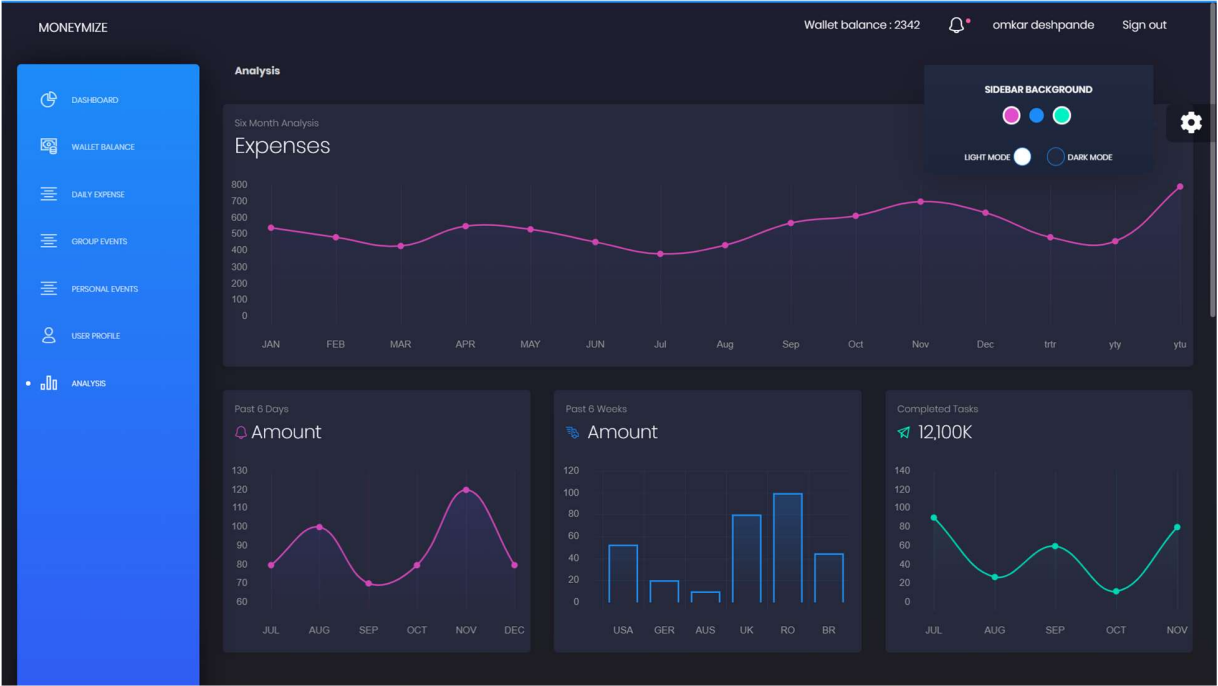 MONEYMIZE
Wallet balance : 2342 omkar deshpande Sign out
DASHBOARD
WALLET BALANCE
DAILY EXPENSE
GROUP EVENTS
PERSONAL EVENTS
USER PROFILE
ANALYSIS
Analysis
SIDEBAR BACKGROUND
LIGHT MODE DARK MODE
Six Month Analysis
Expenses
800
700
600
500
400
300
200
100
0
JAN FEB MAR APR MAY JUN Jul Aug Sep Oct Nov Dec trtr yty ytu
Past 6 Days
Amount
130
120
110
100
90
80
70
60
JUL AUG SEP OCT NOV DEC
Past 6 Weeks
Amount
120
100
80
60
40
20
0
USA GER AUS UK RO BR
Completed Tasks
12,100K
140
120
100
80
60
40
20
0
JUL AUG SEP OCT NOV